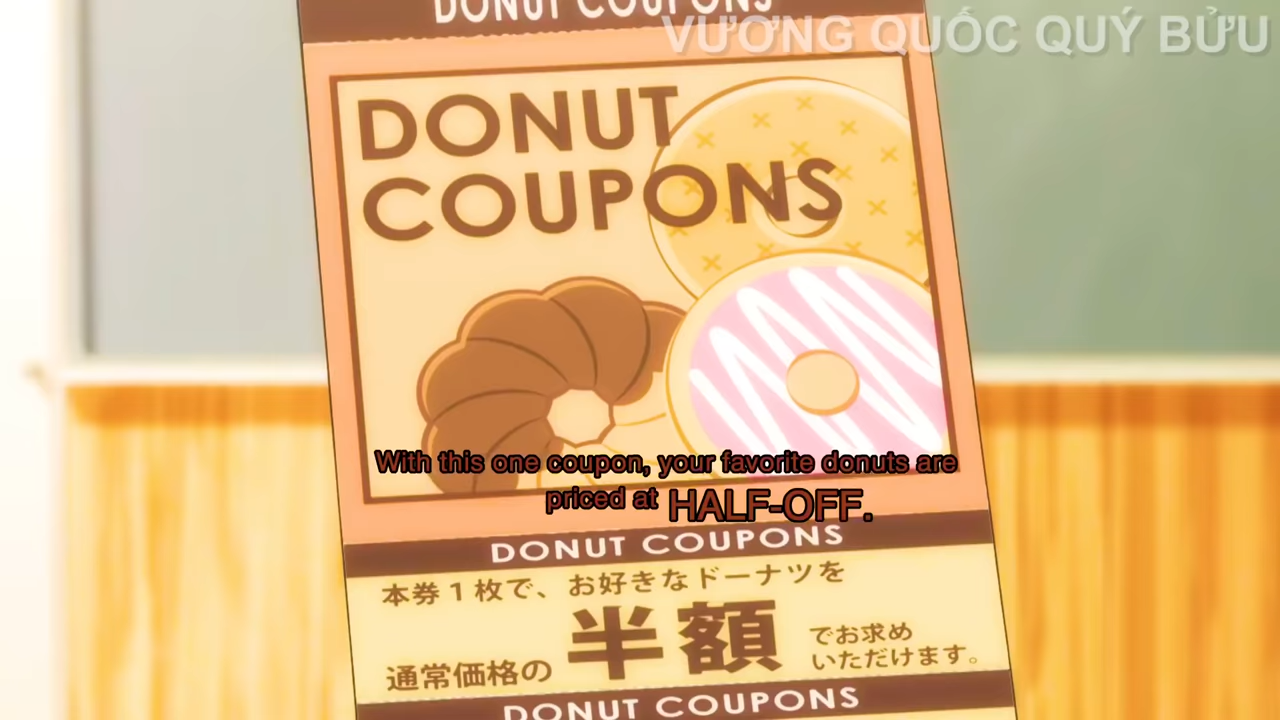 DONUT COUPONS
VƯƠNG QUỐC QUÝ BỬU
DONUT
COUPONS
With this one coupon, your favorite donuts are
priced at HALF-OFF.
DONUT COUPONS
本券1枚で、お好きなドーナツを
通常価格の 半額 でお求め
いただけます。
DONUT COUPONS